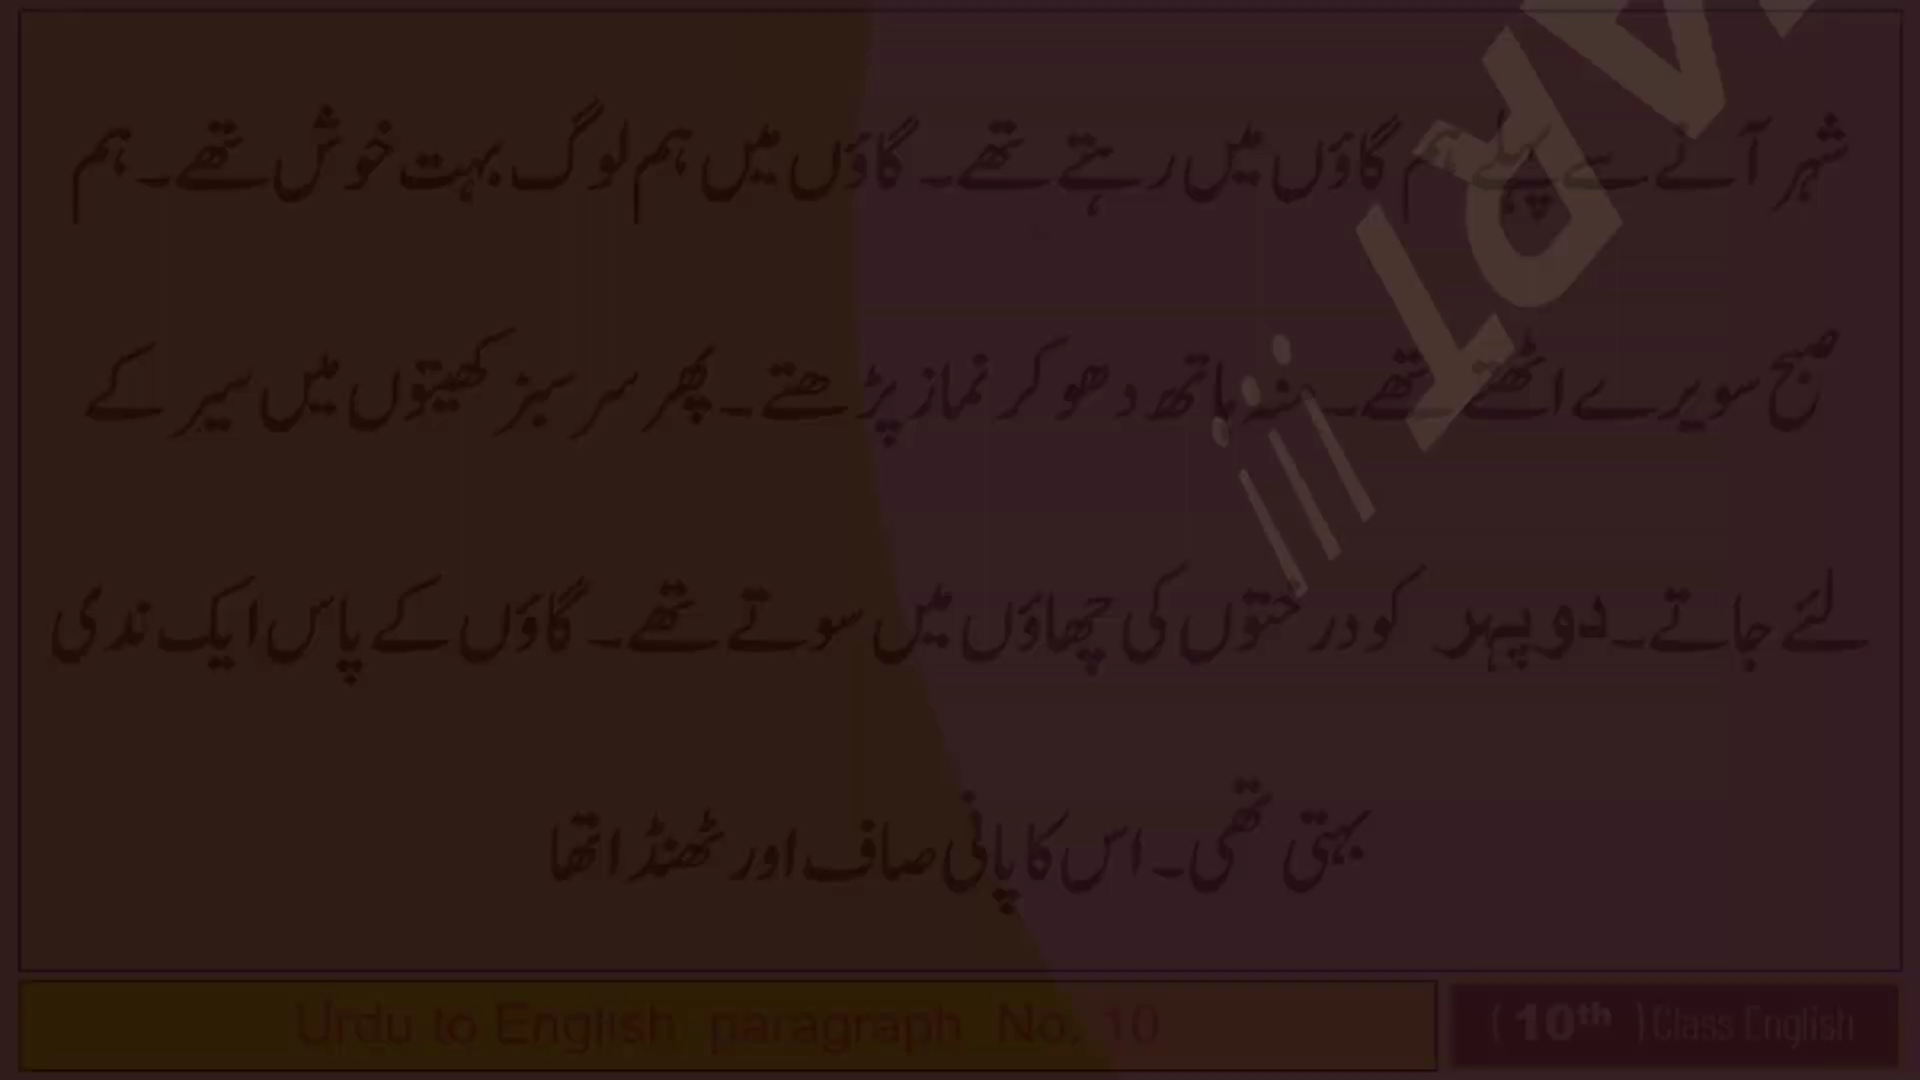 شہر آنے سے پہلے ہم گاؤں میں رہتے تھے۔ گاؤں میں ہم لوگ بہت خوش تھے۔ ہم
صبح سویرے اٹھتے تھے۔ منہ ہاتھ دھو کر نماز پڑھتے۔ پھر سر سبز کھیتوں میں سیر کے
لئے جاتے۔ دوپہر کو درختوں کی چھاؤں میں سوتے تھے۔ گاؤں کے پاس ایک ندی
بہتی تھی۔ اس کا پانی صاف اور ٹھنڈا تھا
Urdu to English paragraph No. 10
( 10th ) Class English